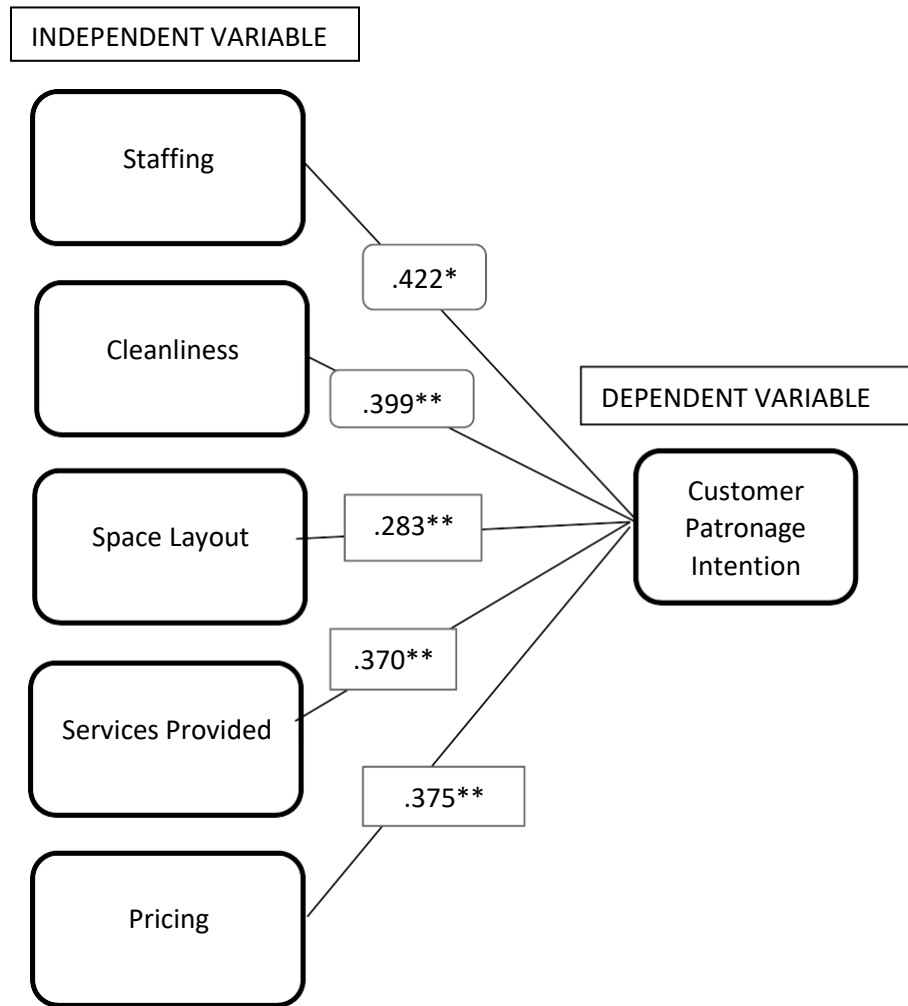 INDEPENDENT VARIABLE
Staffing
.422*
Cleanliness
.399**
DEPENDENT VARIABLE
Space Layout
.283**
Customer
Patronage
Intention
Services Provided
.370**
.375**
Pricing